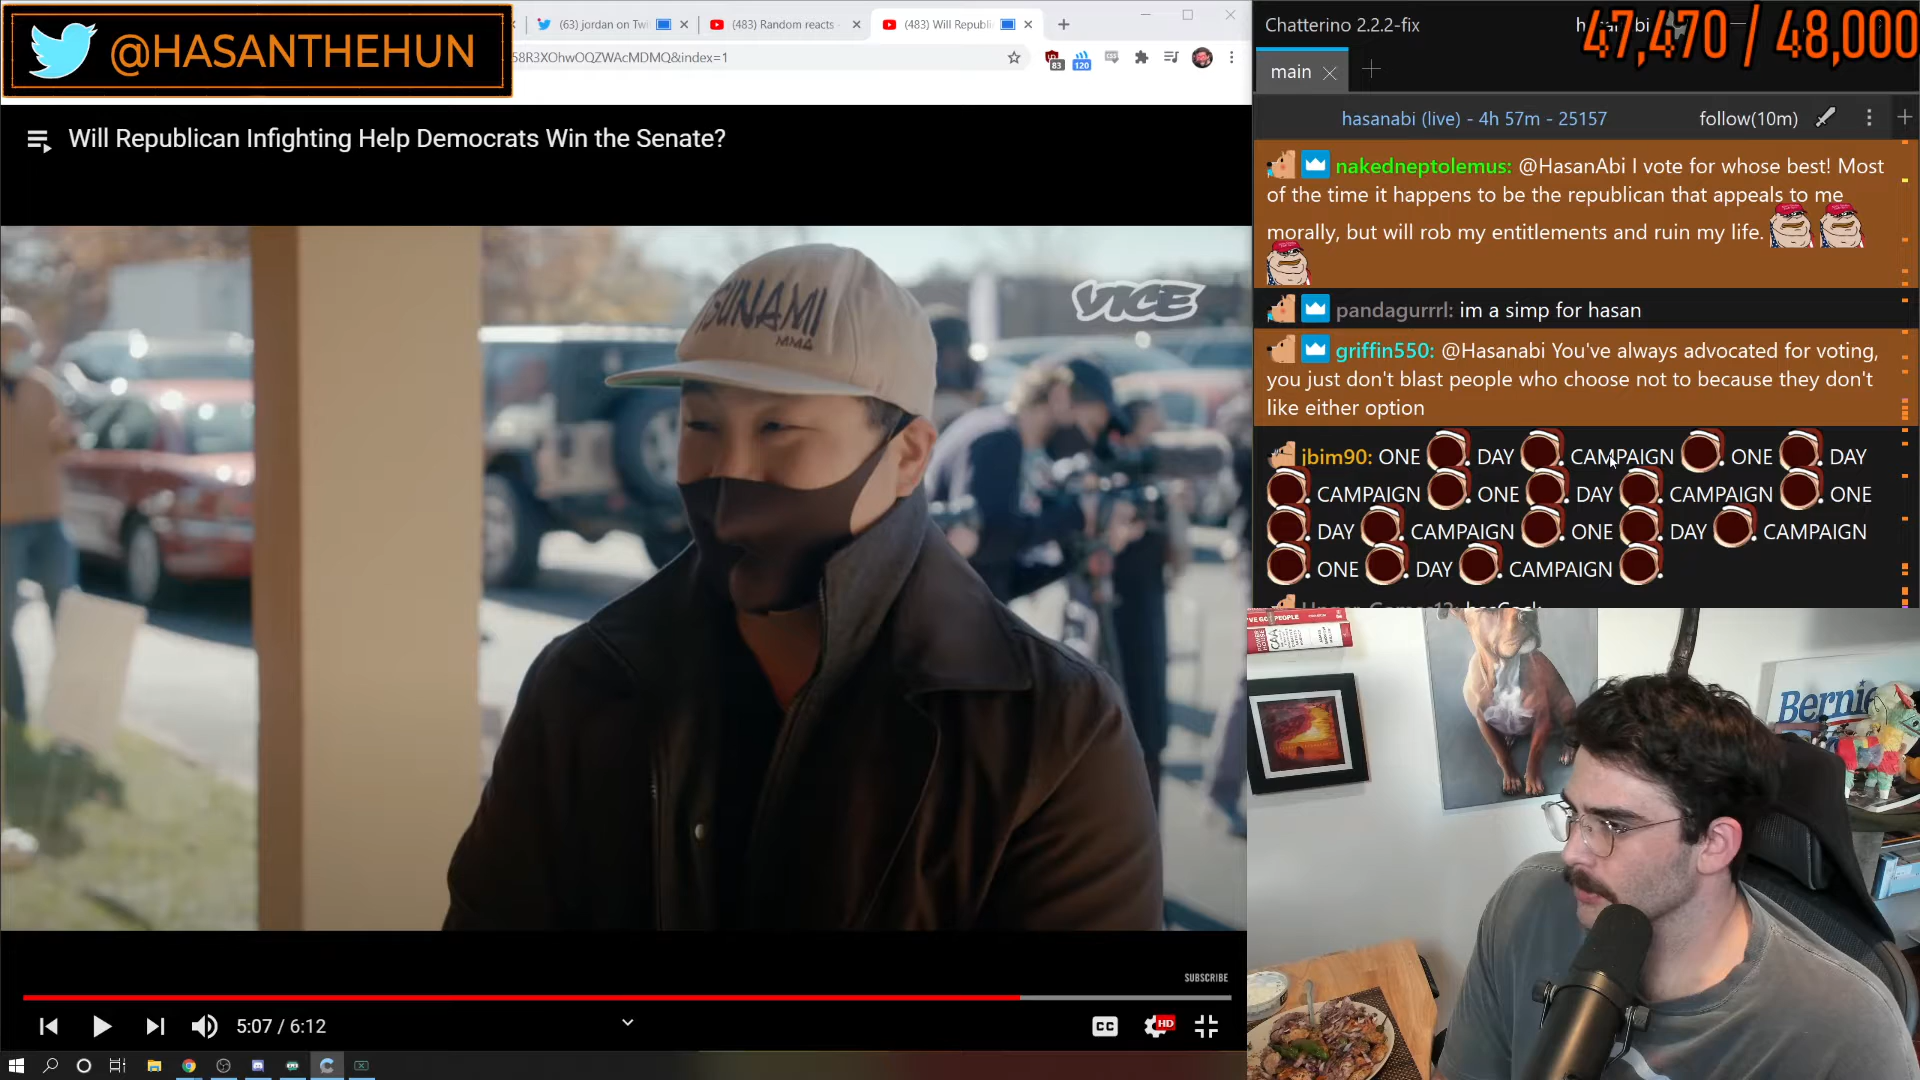 @HASANTHEHUN
(63) jordan on Twi
(483) Random reacts -
(483) Will Republi
58R3XOhwOQZWAcMDMQ&index=1
83
120
Will Republican Infighting Help Democrats Win the Senate?
VICE
TSUNAMI
MMA
SUBSCRIBE
5:07 / 6:12
CC
HD
Chatterino 2.2.2-fix
47,470 / 48,000
main
hasanabi (live) - 4h 57m - 25157
follow(10m)
nakedneptolemus: @HasanAbi I vote for whose best! Most
of the time it happens to be the republican that appeals to me
morally, but will rob my entitlements and ruin my life.
pandagurrrl: im a simp for hasan
griffin550: @Hasanabi You've always advocated for voting,
you just don't blast people who choose not to because they don't
like either option
jbim90: ONE . DAY . CAMPAIGN . ONE . DAY
. CAMPAIGN . ONE . DAY . CAMPAIGN . ONE
. DAY . CAMPAIGN . ONE . DAY . CAMPAIGN
. ONE . DAY . CAMPAIGN .
Bernie